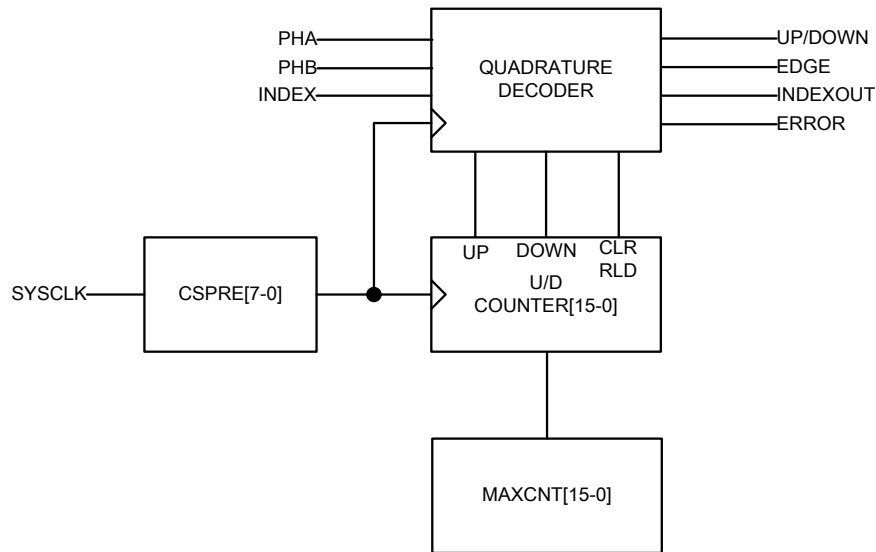 PHA
PHB
INDEX
QUADRATURE
DECODER
UP/DOWN
EDGE
INDEXOUT
ERROR
SYSCLK
CSPRE[7-0]
UP
DOWN
CLR
RLD
U/D
COUNTER[15-0]
MAXCNT[15-0]